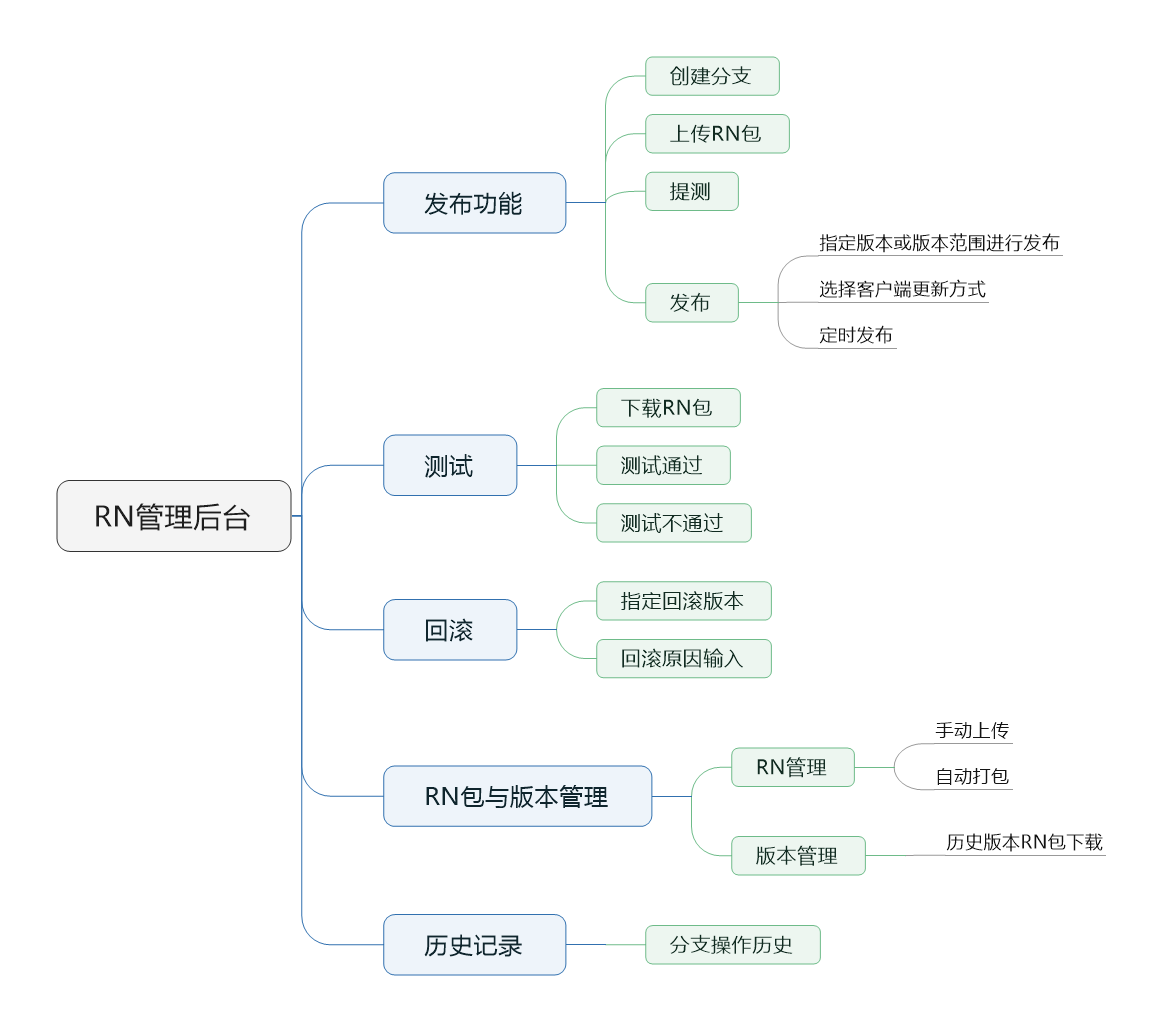 RN管理后台
发布功能
创建分支
上传RN包
提测
发布
指定版本或版本范围进行发布
选择客户端更新方式
定时发布
测试
下载RN包
测试通过
测试不通过
回滚
指定回滚版本
回滚原因输入
RN包与版本管理
RN管理
手动上传
自动打包
版本管理
历史版本RN包下载
历史记录
分支操作历史